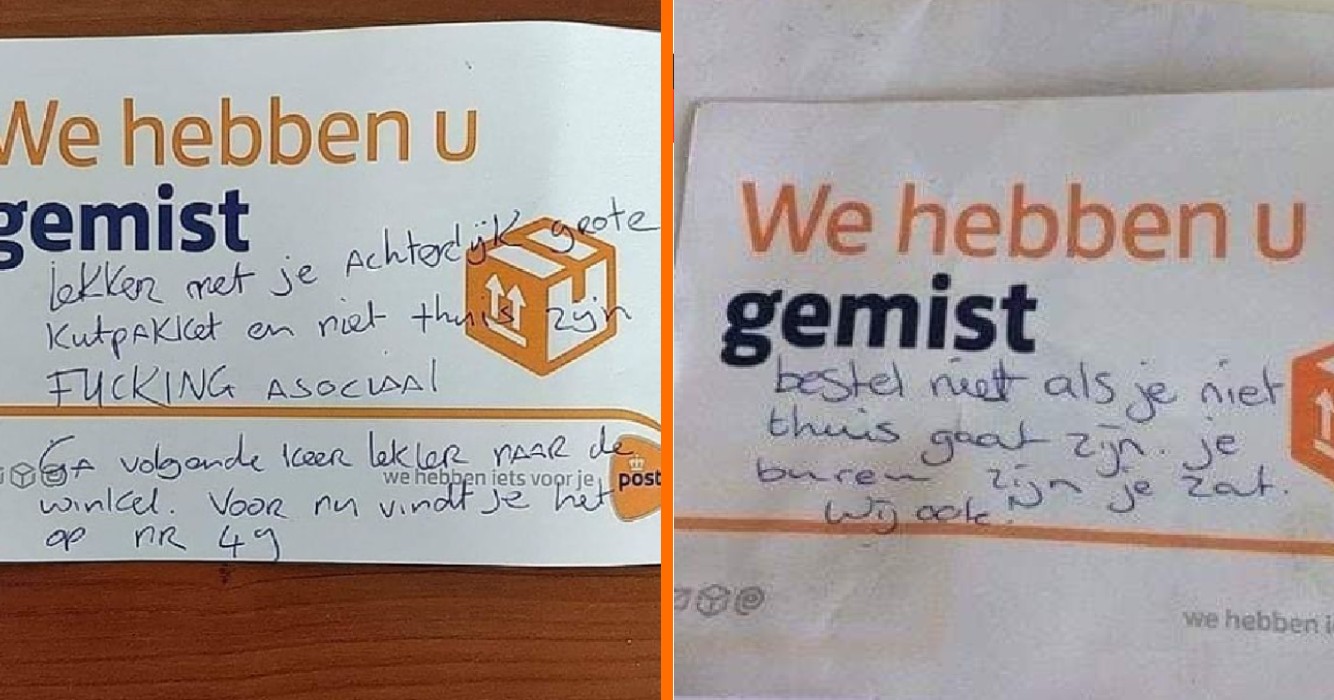 We hebben u
gemist
lekker met je Achterlijk grote
kutpakket en niet thuis zijn
FUCKING ASOCIAAl
GA volgende keer lekker NAAR de
we hebben iets voor je
post
winkel. Voor nu vindt je het
op NR 49
We hebben u
gemist
bestel niet als je niet
thuis gaat zijn. je
buren zijn je zat.
Wij ook.
we hebben i